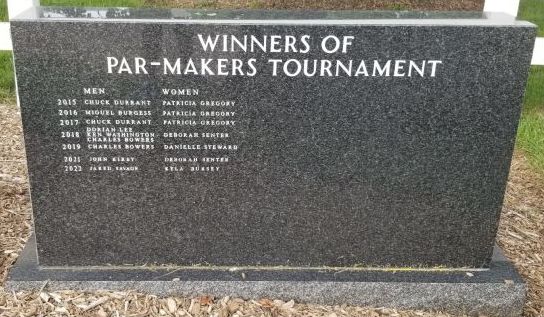 WINNERS OF
PAR-MAKERS TOURNAMENT
MEN WOMEN
2015 CHUCK DURRANT PATRICIA GREGORY
2016 MIGUEL BURGESS PATRICIA GREGORY
2017 CHUCK DURRANT PATRICIA GREGORY
DORIAN LEE
2018 KEN WASHINGTON DEBORAH SENTER
CHARLES BOWERS
2019 CHARLES BOWERS DANIELLE STEWARD
2021 JOHN KIRBY DEBORAH SENTER
2022 JARED SAVAGE KYLA BURSEY